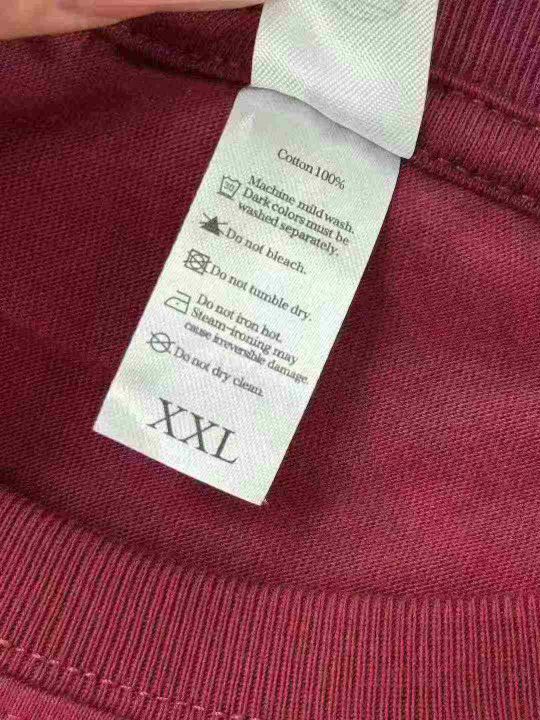 Cotton 100%
30
Machine mild wash.
Dark colors must be
washed separately.
Do not bleach.
Do not tumble dry.
Do not iron hot.
Steam-ironing may
cause irreversible damage.
Do not dry clean.
XXL